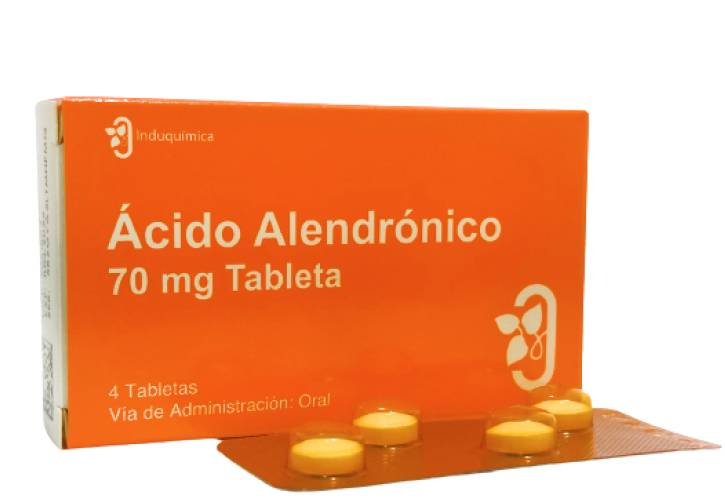 Induquímica
Ácido Alendrónico
70 mg Tableta
4 Tabletas
Vía de Administración: Oral